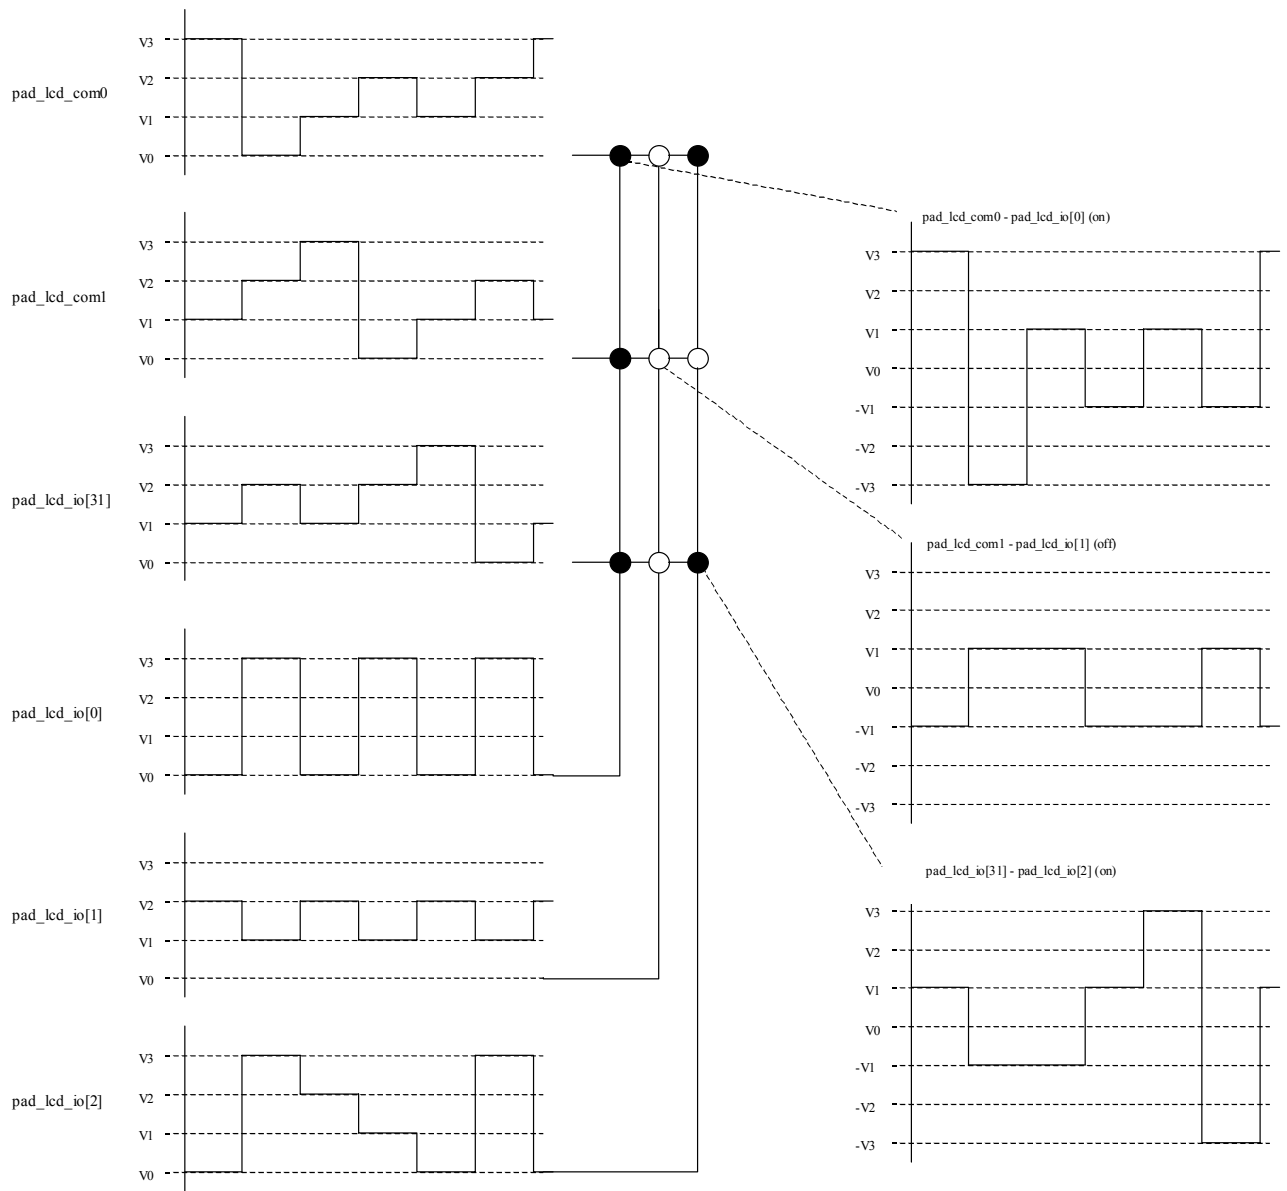 pad_lcd_com0
V3
V2
V1
V0
pad_lcd_com1
V3
V2
V1
V0
pad_lcd_io[31]
V3
V2
V1
V0
pad_lcd_io[0]
V3
V2
V1
V0
pad_lcd_io[1]
V3
V2
V1
V0
pad_lcd_io[2]
V3
V2
V1
V0
pad_lcd_com0 - pad_lcd_io[0] (on)
V3
V2
V1
V0
-V1
-V2
-V3
pad_lcd_com1 - pad_lcd_io[1] (off)
V3
V2
V1
V0
-V1
-V2
-V3
pad_lcd_io[31] - pad_lcd_io[2] (on)
V3
V2
V1
V0
-V1
-V2
-V3